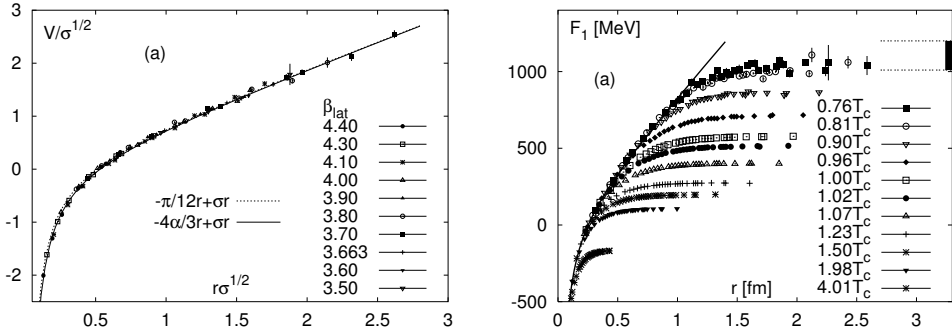 V/σ^{1/2}
(a)
3
2
1
0
-1
-2
β_lat
4.40
4.30
4.10
4.00
3.90
3.80
3.70
3.663
3.60
3.50
-π/12r+σr
-4α/3r+σr
rσ^{1/2}
0.5
1
1.5
2
2.5
3
F_1 [MeV]
(a)
1000
500
0
-500
0.76T_c
0.81T_c
0.90T_c
0.96T_c
1.00T_c
1.02T_c
1.07T_c
1.23T_c
1.50T_c
1.98T_c
4.01T_c
r [fm]
0
0.5
1
1.5
2
2.5
3